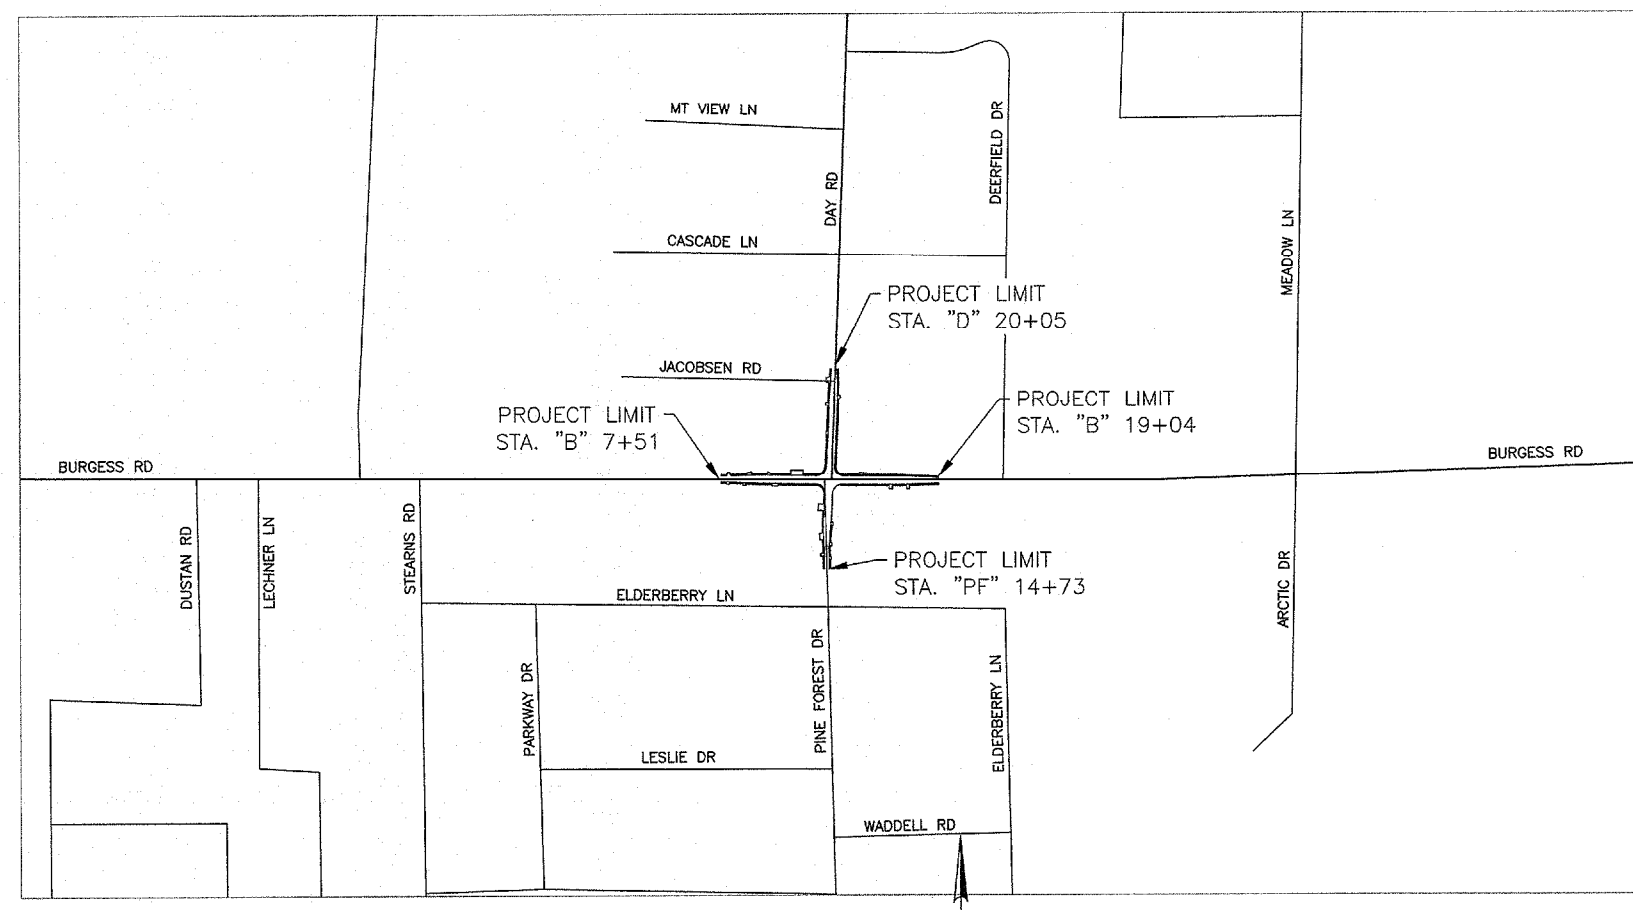 MT VIEW LN
DEERFIELD DR
DAY RD
MEADOW LN
CASCADE LN
PROJECT LIMIT
STA. "D" 20+05
JACOBSEN RD
PROJECT LIMIT
STA. "B" 19+04
PROJECT LIMIT
STA. "B" 7+51
BURGESS RD
BURGESS RD
DUSTAN RD
LECHNER LN
STEARNS RD
PROJECT LIMIT
STA. "PF" 14+73
ARCTIC DR
ELDERBERRY LN
PARKWAY DR
PINE FOREST DR
ELDERBERRY LN
LESLIE DR
WADDELL RD